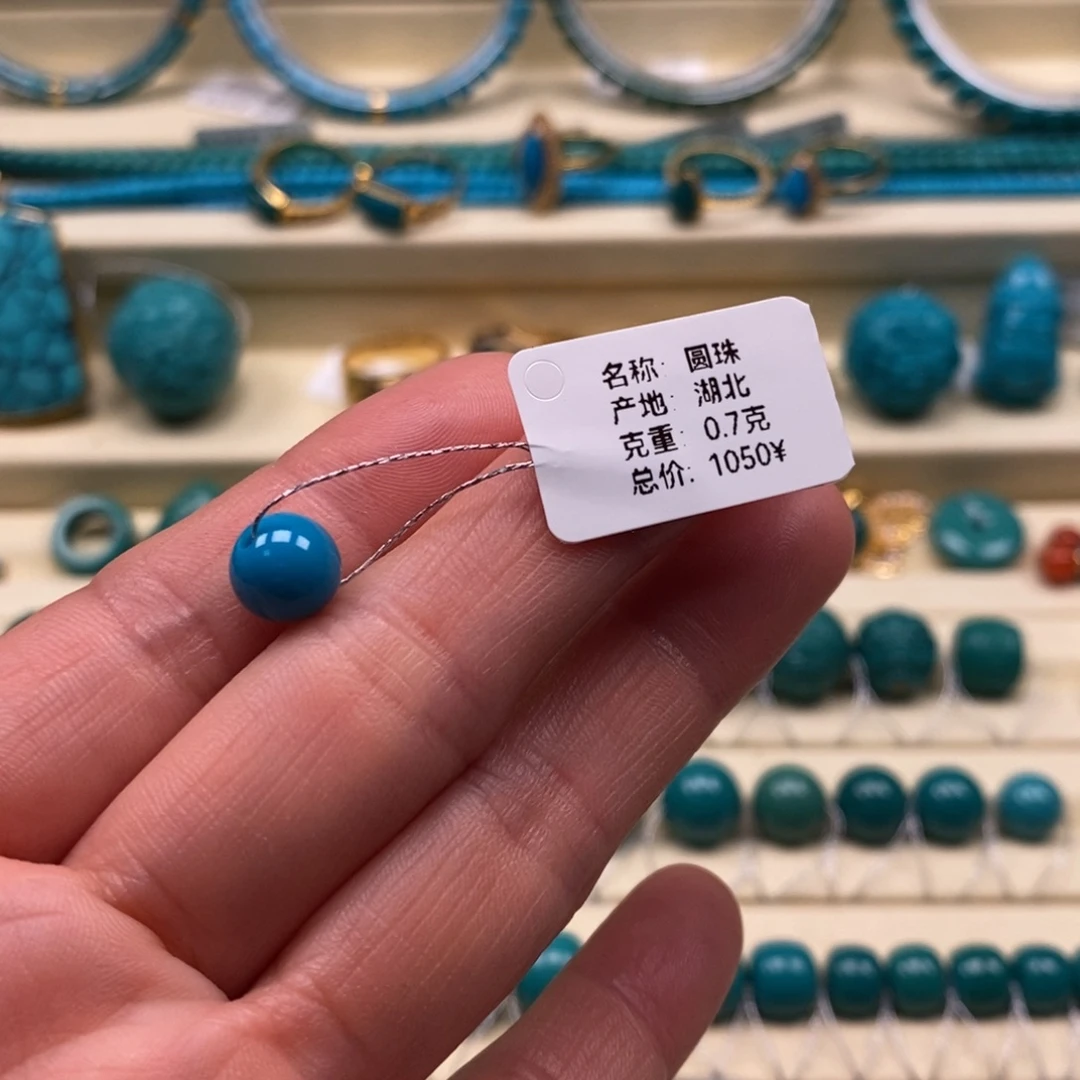 名称: 圆珠
产地: 湖北
克重: 0.7克
总价: 1050¥